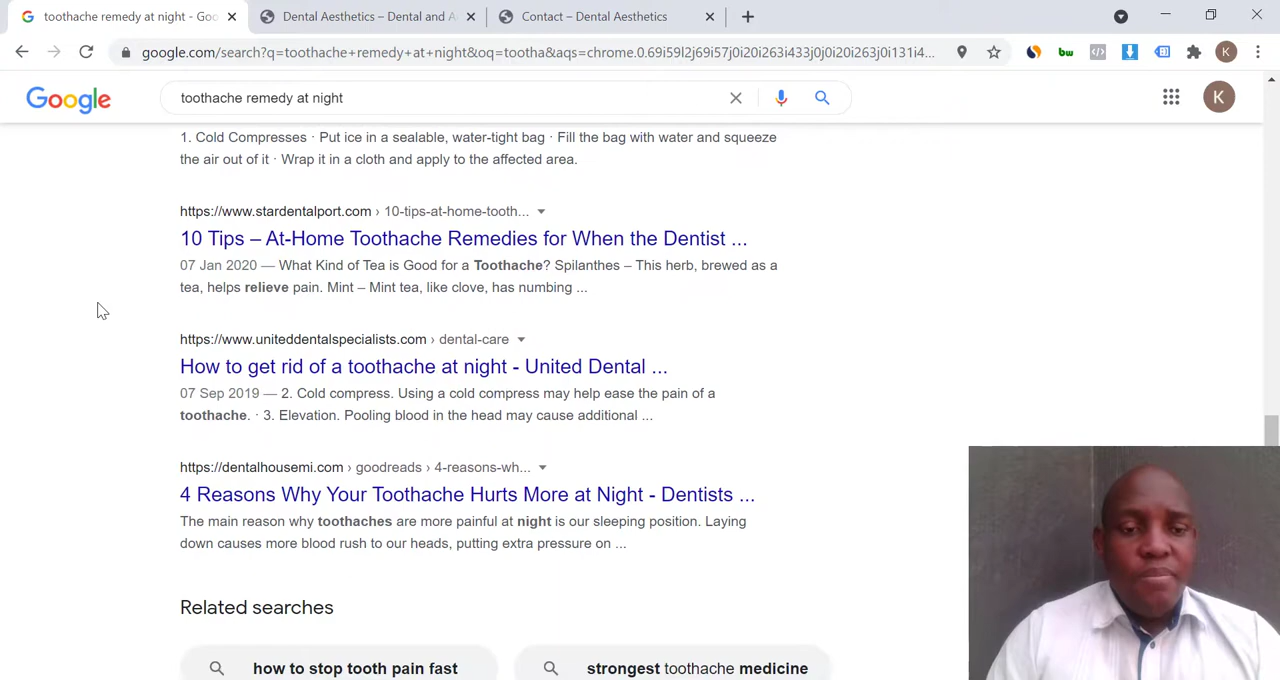 toothache remedy at night - Goo
Dental Aesthetics – Dental and A
Contact – Dental Aesthetics
google.com/search?q=toothache+remedy+at+night&oq=tootha&aqs=chrome.0.69i59l2j69i57j0i20i263i433j0j0i20i263j0i131i4...
bw
K
Google
toothache remedy at night
K
1. Cold Compresses · Put ice in a sealable, water-tight bag · Fill the bag with water and squeeze
the air out of it · Wrap it in a cloth and apply to the affected area.
https://www.stardentalport.com › 10-tips-at-home-tooth...
10 Tips – At-Home Toothache Remedies for When the Dentist ...
07 Jan 2020 — What Kind of Tea is Good for a Toothache? Spilanthes – This herb, brewed as a
tea, helps relieve pain. Mint – Mint tea, like clove, has numbing ...
https://www.uniteddentalspecialists.com › dental-care
How to get rid of a toothache at night - United Dental ...
07 Sep 2019 — 2. Cold compress. Using a cold compress may help ease the pain of a
toothache. · 3. Elevation. Pooling blood in the head may cause additional ...
https://dentalhousemi.com › goodreads › 4-reasons-wh...
4 Reasons Why Your Toothache Hurts More at Night - Dentists ...
The main reason why toothaches are more painful at night is our sleeping position. Laying
down causes more blood rush to our heads, putting extra pressure on ...
Related searches
how to stop tooth pain fast
strongest toothache medicine